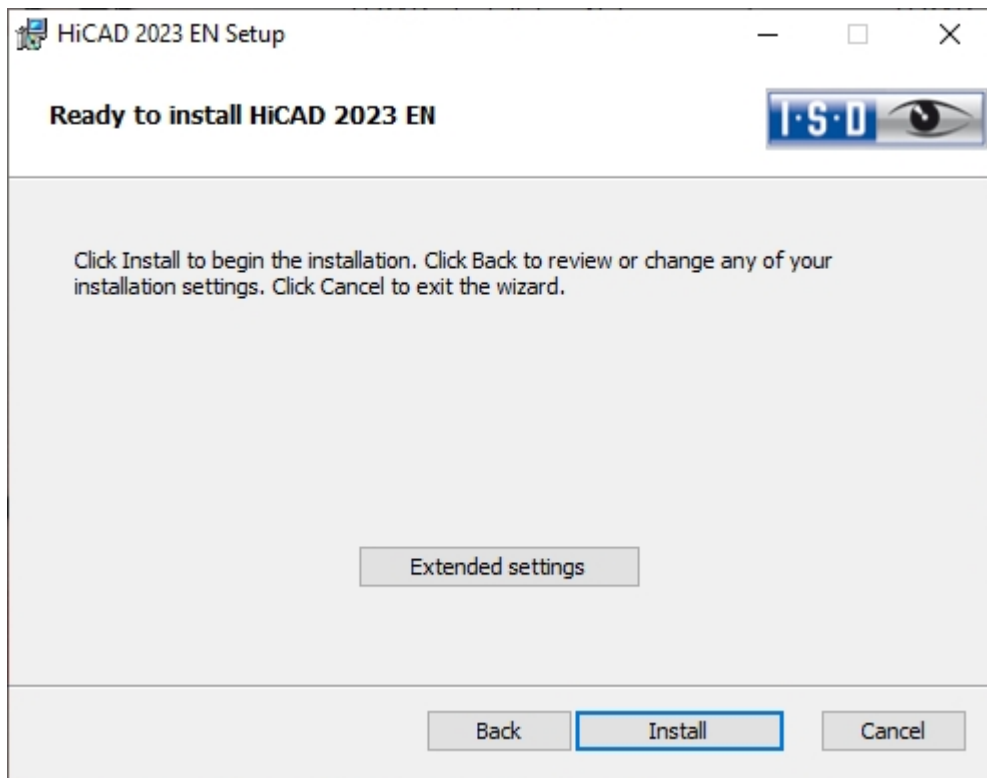 HiCAD 2023 EN Setup
Ready to install HiCAD 2023 EN
I·S·D
Click Install to begin the installation. Click Back to review or change any of your
installation settings. Click Cancel to exit the wizard.
Extended settings
Back
Install
Cancel